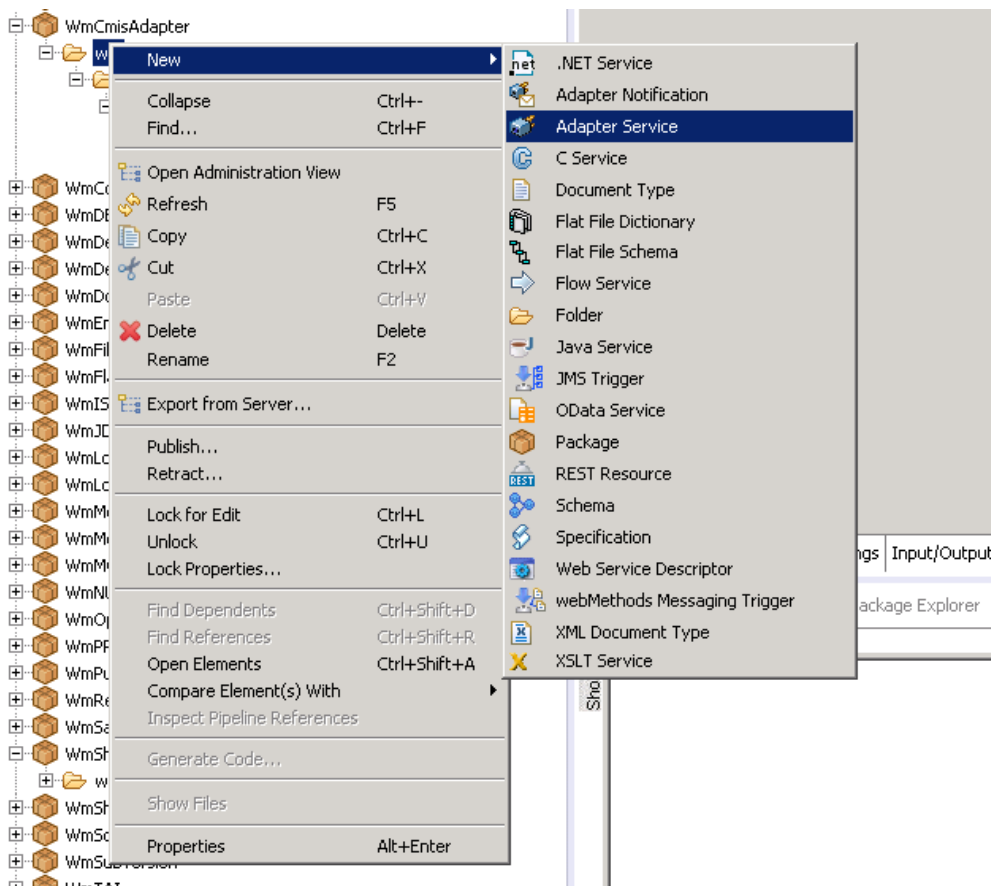 WmCmisAdapter
New
Collapse Ctrl+-
Find... Ctrl+F
Open Administration View
Refresh F5
Copy Ctrl+C
Cut Ctrl+X
Paste Ctrl+V
Delete Delete
Rename F2
Export from Server...
Publish...
Retract...
Lock for Edit Ctrl+L
Unlock Ctrl+U
Lock Properties...
Find Dependents Ctrl+Shift+D
Find References Ctrl+Shift+R
Open Elements Ctrl+Shift+A
Compare Element(s) With
Inspect Pipeline References
Generate Code...
Show Files
Properties Alt+Enter
.NET Service
Adapter Notification
Adapter Service
C Service
Document Type
Flat File Dictionary
Flat File Schema
Flow Service
Folder
Java Service
JMS Trigger
OData Service
Package
REST Resource
Schema
Specification
Web Service Descriptor
webMethods Messaging Trigger
XML Document Type
XSLT Service
Input/Output
ackage Explorer
Sho